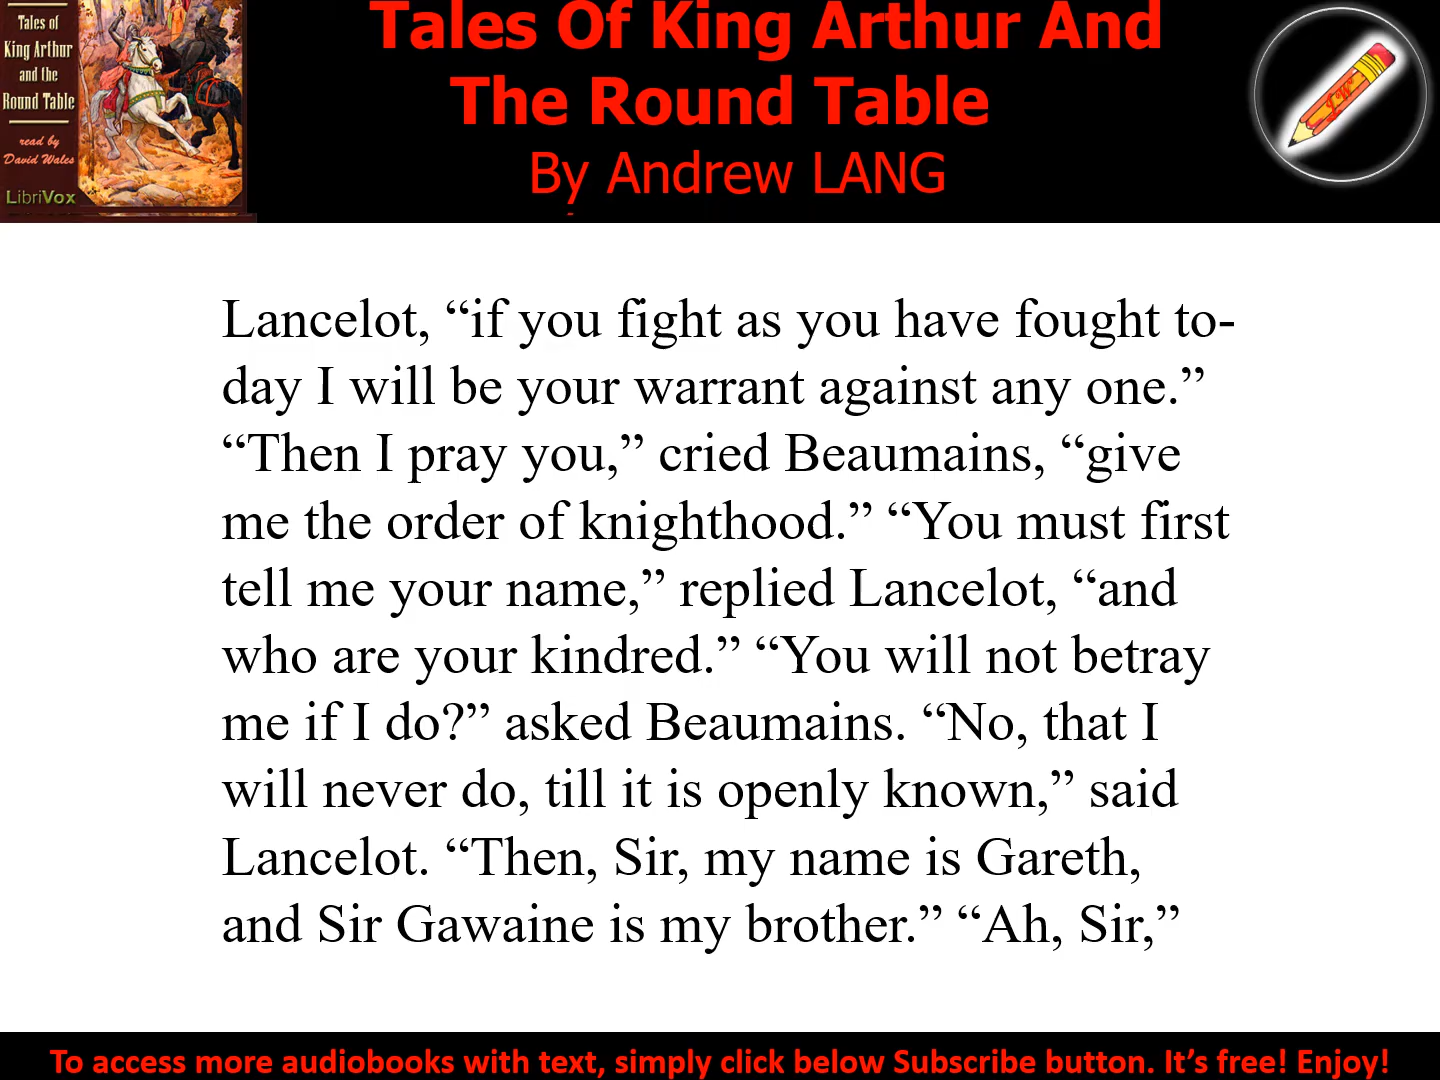 Tales of
King Arthur
and the
Round Table
read by
David Wales
LibriVox
Tales Of King Arthur And
The Round Table
By Andrew LANG
Lancelot, “if you fight as you have fought to-
day I will be your warrant against any one.”
“Then I pray you,” cried Beaumains, “give
me the order of knighthood.” “You must first
tell me your name,” replied Lancelot, “and
who are your kindred.” “You will not betray
me if I do?” asked Beaumains. “No, that I
will never do, till it is openly known,” said
Lancelot. “Then, Sir, my name is Gareth,
and Sir Gawaine is my brother.” “Ah, Sir,”
To access more audiobooks with text, simply click below Subscribe button. It’s free! Enjoy!